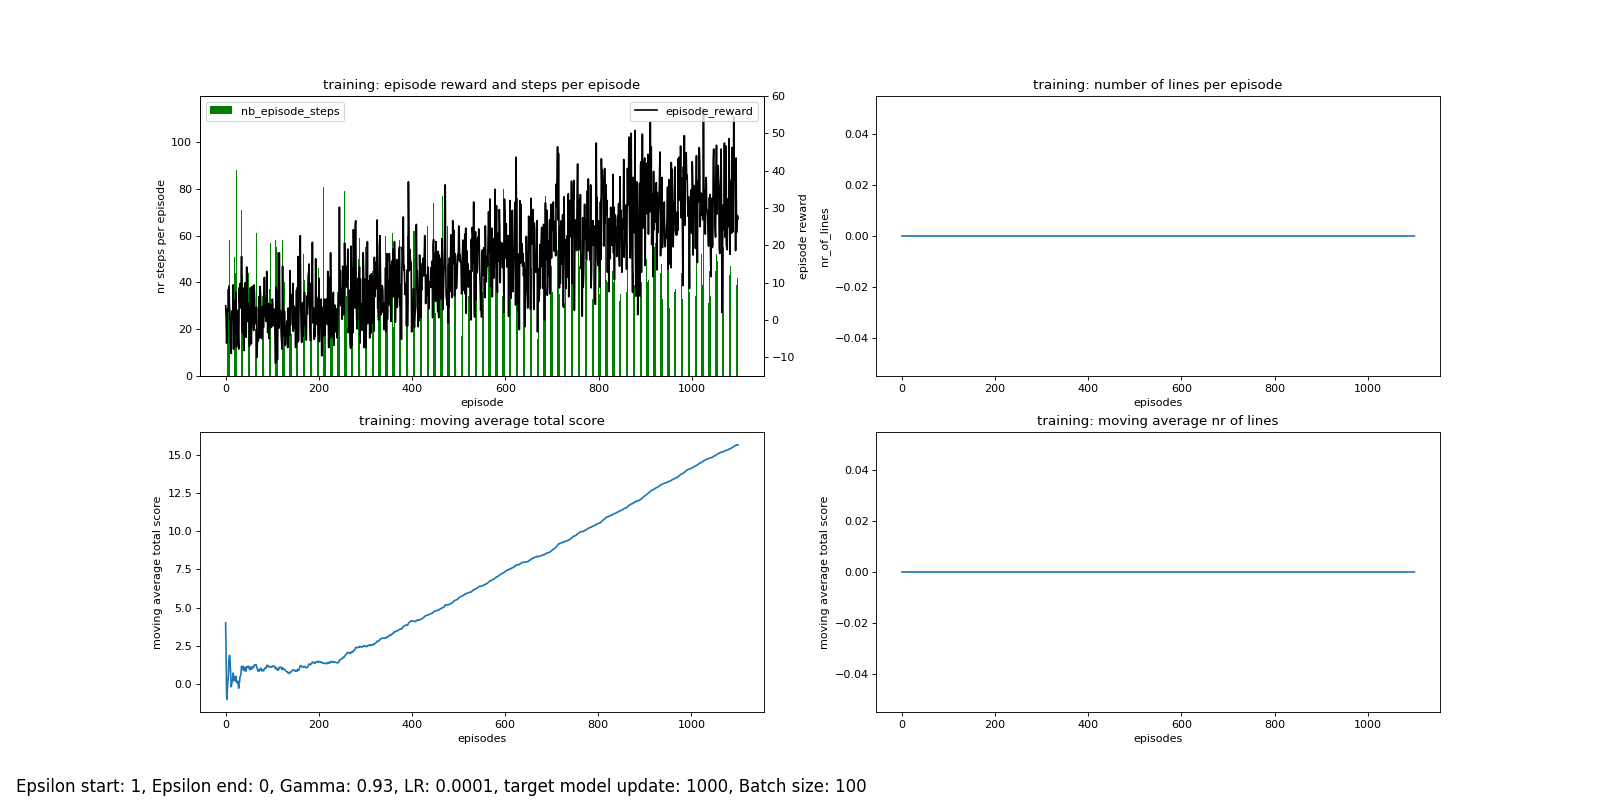 training: episode reward and steps per episode
nb_episode_steps
episode_reward
nr steps per episode
0
20
40
60
80
100
−10
0
10
20
30
40
50
60
episode reward
0 200 400 600 800 1000
episode
training: number of lines per episode
nr_of_lines
0.04
0.02
0.00
−0.02
−0.04
0 200 400 600 800 1000
episodes
training: moving average total score
moving average total score
15.0
12.5
10.0
7.5
5.0
2.5
0.0
0 200 400 600 800 1000
episodes
training: moving average nr of lines
moving average total score
0.04
0.02
0.00
−0.02
−0.04
0 200 400 600 800 1000
episodes
Epsilon start: 1, Epsilon end: 0, Gamma: 0.93, LR: 0.0001, target model update: 1000, Batch size: 100